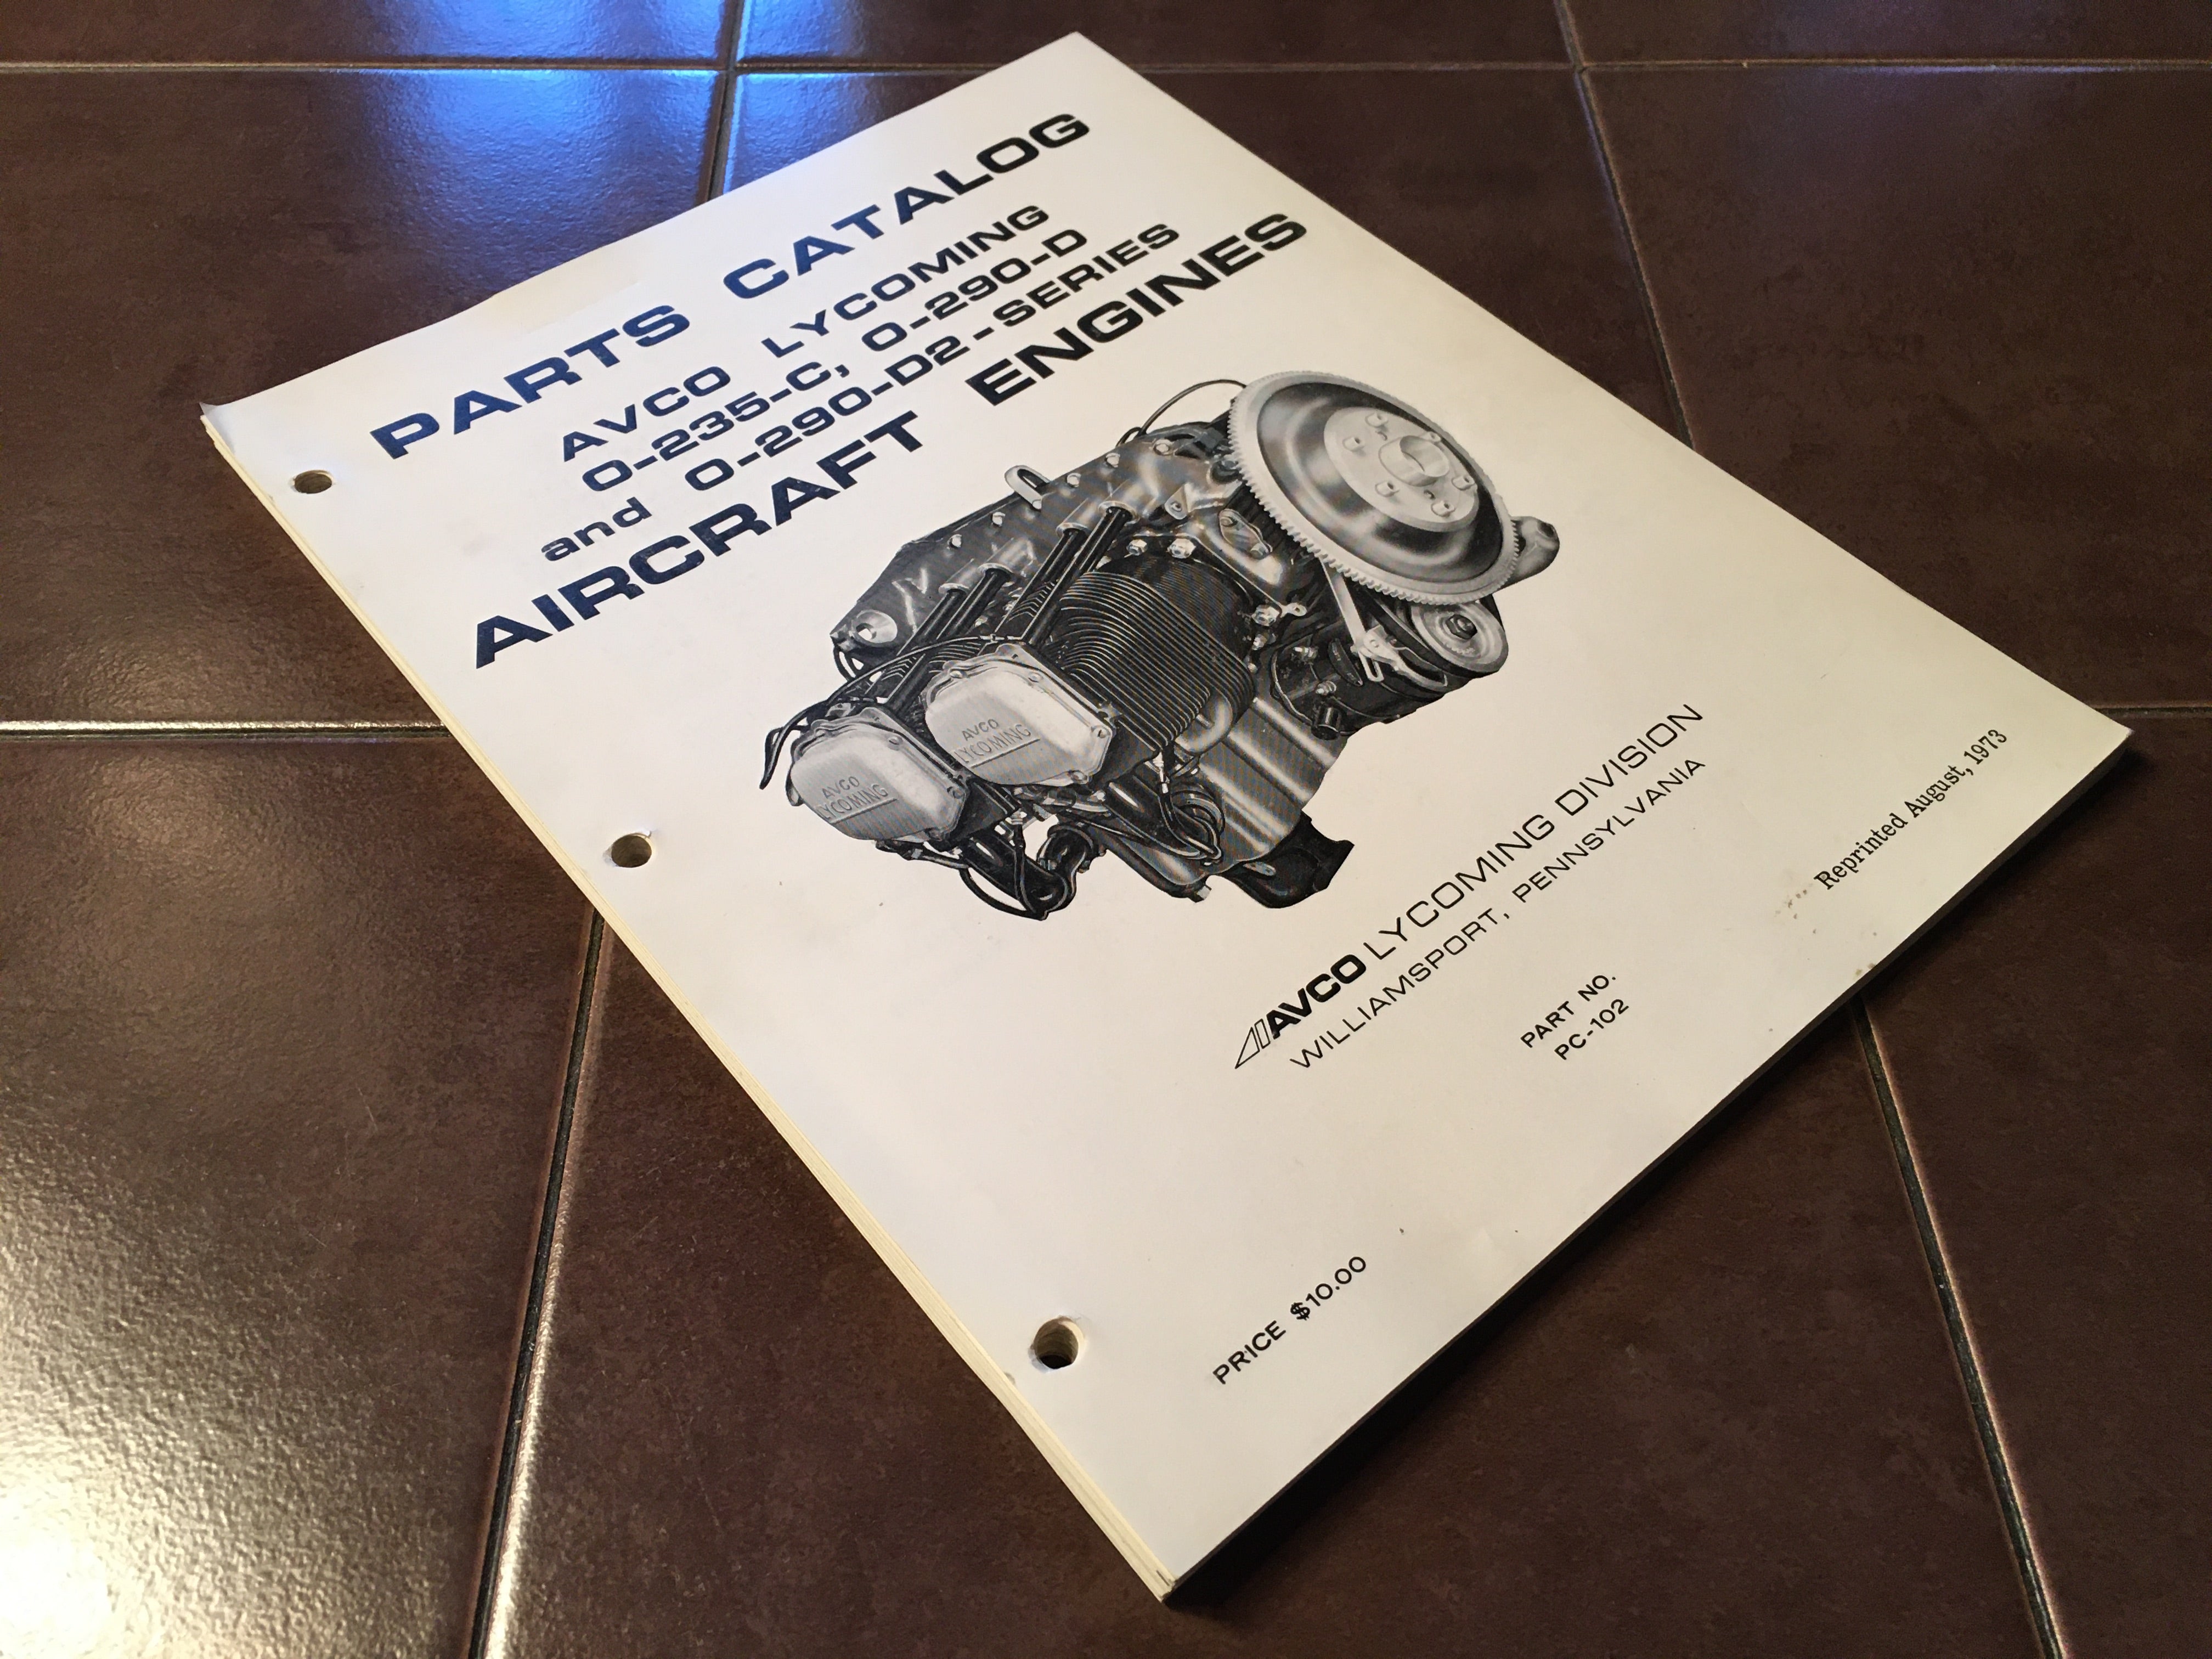 PARTS CATALOG
AVCO LYCOMING
O-235-C, O-290-D
and O-290-D2-SERIES
AIRCRAFT ENGINES
AVCO
LYCOMING
AVCO
LYCOMING
AVCO LYCOMING DIVISION
WILLIAMSPORT, PENNSYLVANIA
Reprinted August, 1973
PART NO.
PC-102
PRICE $10.00